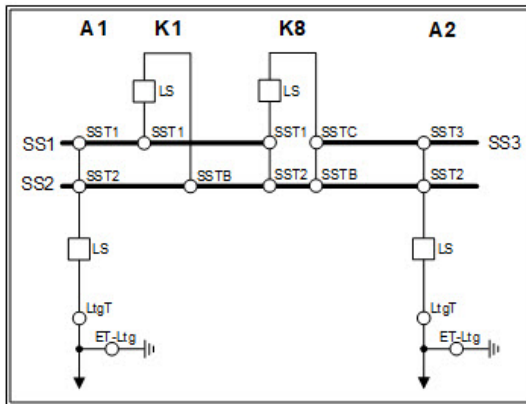 A1 K1 K8 A2
LS LS
SST1 SST1 SST1 SSTC SST3
SS1 SS3
SS2 SST2 SSTB SST2 SSTB SST2
LS LS
LtgT LtgT
ET-Ltg ET-Ltg